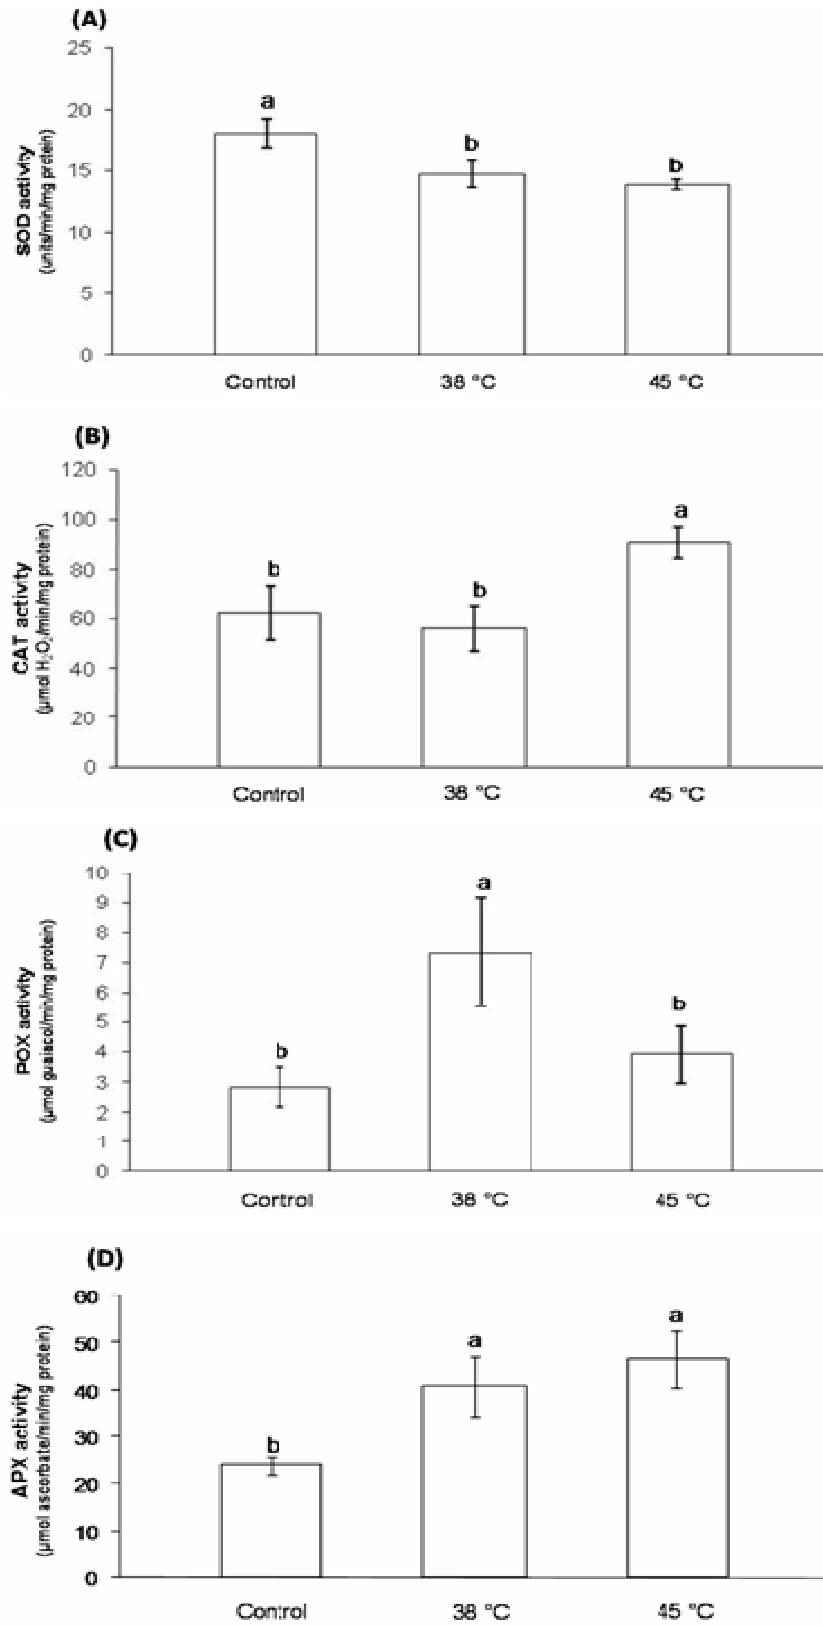 (A)
25
20
15
10
5
0
SOD activity
(units/min/mg protein)
a
b
b
Control
38 °C
45 °C
(B)
120
100
80
60
40
20
0
CAT activity
(µmol H2O2/min/mg protein)
b
b
a
Control
38 °C
45 °C
(C)
10
9
8
7
6
5
4
3
2
1
0
POX activity
(µmol guaiacol/min/mg protein)
b
a
b
Control
38 °C
45 °C
(D)
60
50
40
30
20
10
0
APX activity
(µmol ascorbate/min/mg protein)
b
a
a
Control
38 °C
45 °C